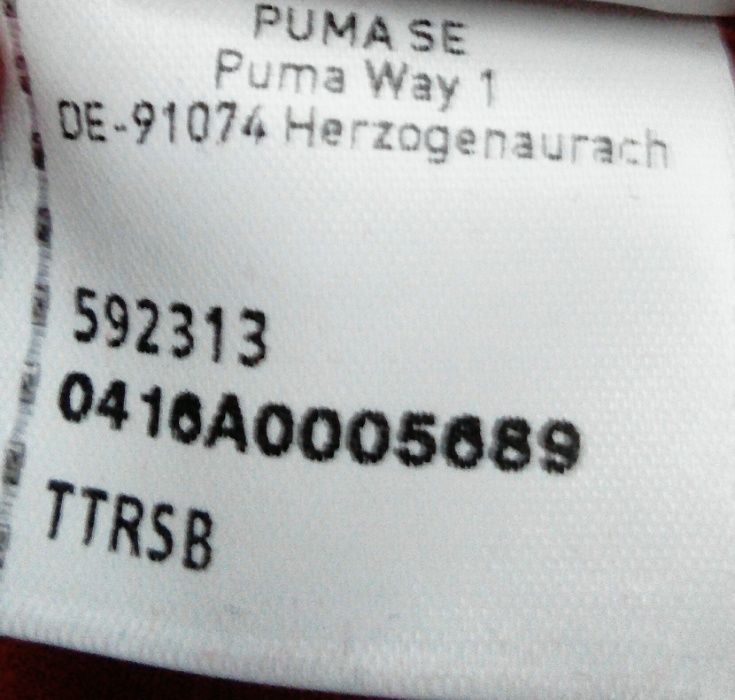 PUMA SE
Puma Way 1
DE-91074 Herzogenaurach
592313
0416A0005689
TTRSB